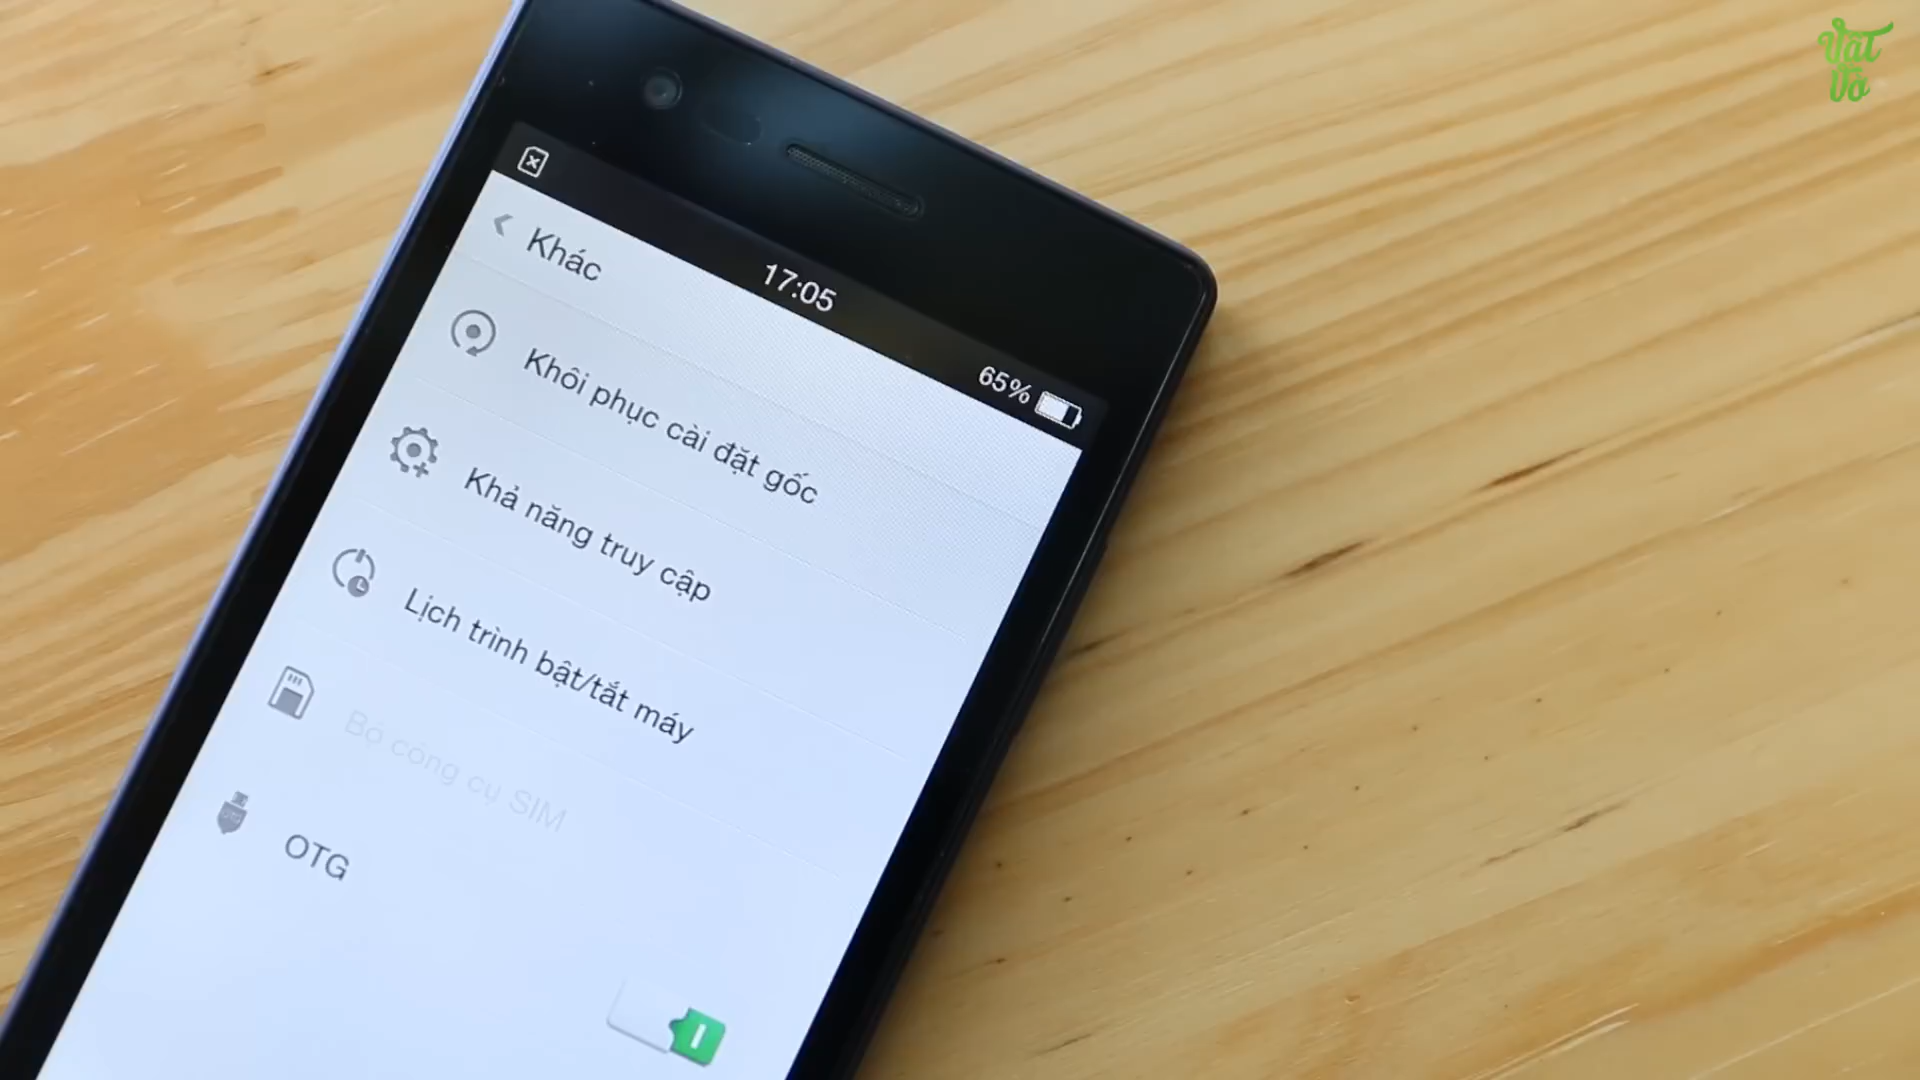 Vật Vờ
17:05
65%
Khác
Khôi phục cài đặt gốc
Khả năng truy cập
Lịch trình bật/tắt máy
Bộ công cụ SIM
OTG